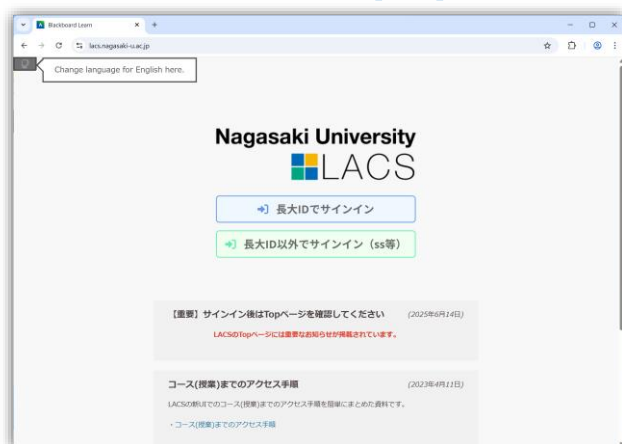 Blackboard Learn
lacs.nagasaki-u.ac.jp
Change language for English here.
Nagasaki University
LACS
長大IDでサインイン
長大ID以外でサインイン（ss等）
【重要】サインイン後はTopページを確認してください (2025年6月14日)
LACSのTopページには重要なお知らせが掲載されています。
コース(授業)までのアクセス手順 (2023年4月11日)
LACSの新UIでのコース(授業)までのアクセス手順を簡単にまとめた資料です。
・コース(授業)までのアクセス手順